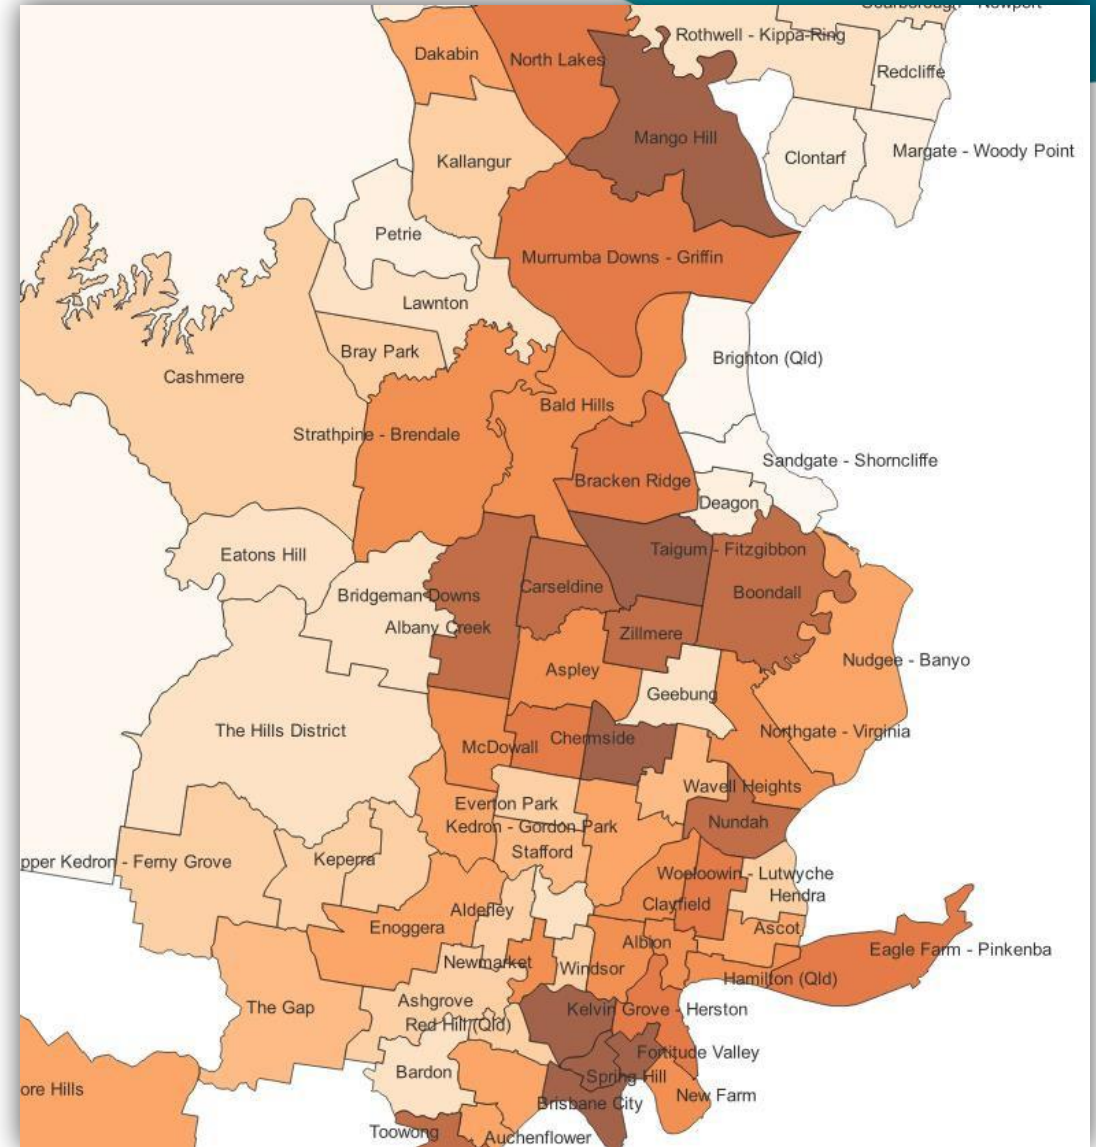 Scarborough - Newport
Rothwell - Kippa-Ring
Dakabin
North Lakes
Redcliffe
Mango Hill
Margate - Woody Point
Clontarf
Kallangur
Petrie
Murrumba Downs - Griffin
Lawnton
Bray Park
Brighton (Qld)
Cashmere
Bald Hills
Strathpine - Brendale
Sandgate - Shorncliffe
Bracken Ridge
Deagon
Taigum - Fitzgibbon
Eatons Hill
Carseldine
Boondall
Bridgeman Downs
Albany Creek
Zillmere
Nudgee - Banyo
Aspley
Geebung
The Hills District
Northgate - Virginia
Chermside
McDowall
Wavell Heights
Everton Park
Nundah
Kedron - Gordon Park
Stafford
pper Kedron - Ferny Grove
Keperra
Wooloowin - Lutwyche
Hendra
Clayfield
Alderley
Enoggera
Ascot
Albion
Eagle Farm - Pinkenba
Newmarket
Windsor
Hamilton (Qld)
Ashgrove
The Gap
Kelvin Grove - Herston
Red Hill (Qld)
Fortitude Valley
Bardon
Spring Hill
ore Hills
New Farm
Brisbane City
Toowong
Auchenflower